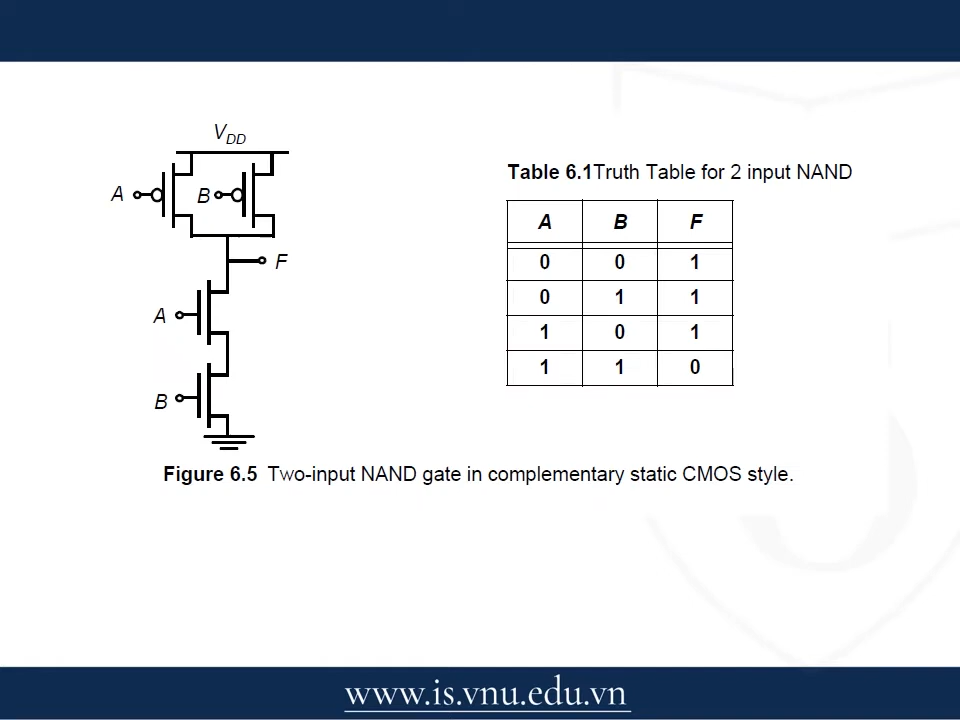 V_DD
A
B
F
A
B
Table 6.1Truth Table for 2 input NAND
A B F
0 0 1
0 1 1
1 0 1
1 1 0
Figure 6.5 Two-input NAND gate in complementary static CMOS style.
www.is.vnu.edu.vn